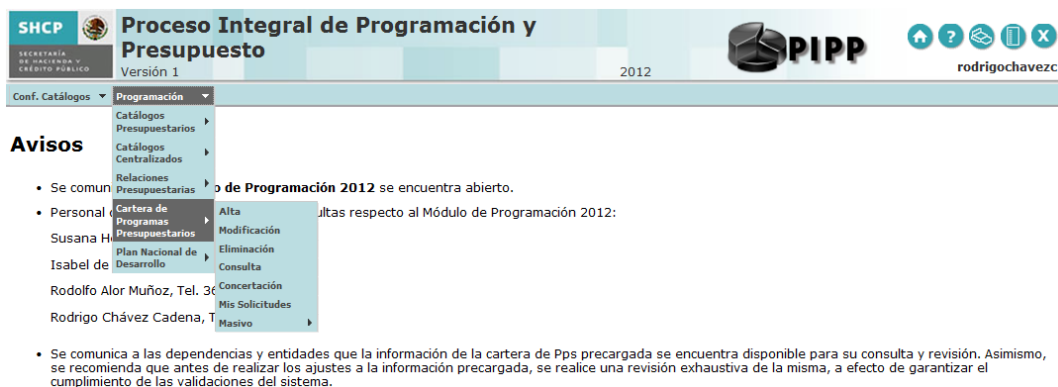 SHCP
SECRETARÍA
DE HACIENDA Y
CRÉDITO PÚBLICO
Proceso Integral de Programación y
Presupuesto
Versión 1
2012
PIPP
rodrigochavezc
Conf. Catálogos
Programación
Catálogos
Presupuestarios
Catálogos
Centralizados
Relaciones
Presupuestarias
Cartera de
Programas
Presupuestarios
Plan Nacional de
Desarrollo
Alta
Modificación
Eliminación
Consulta
Concertación
Mis Solicitudes
Masivo
Avisos
• Se comun o de Programación 2012 se encuentra abierto.
• Personal ultas respecto al Módulo de Programación 2012:
Susana H
Isabel de
Rodolfo Alor Muñoz, Tel. 36
Rodrigo Chávez Cadena, T
• Se comunica a las dependencias y entidades que la información de la cartera de Pps precargada se encuentra disponible para su consulta y revisión. Asimismo,
se recomienda que antes de realizar los ajustes a la información precargada, se realice una revisión exhaustiva de la misma, a efecto de garantizar el
cumplimiento de las validaciones del sistema.